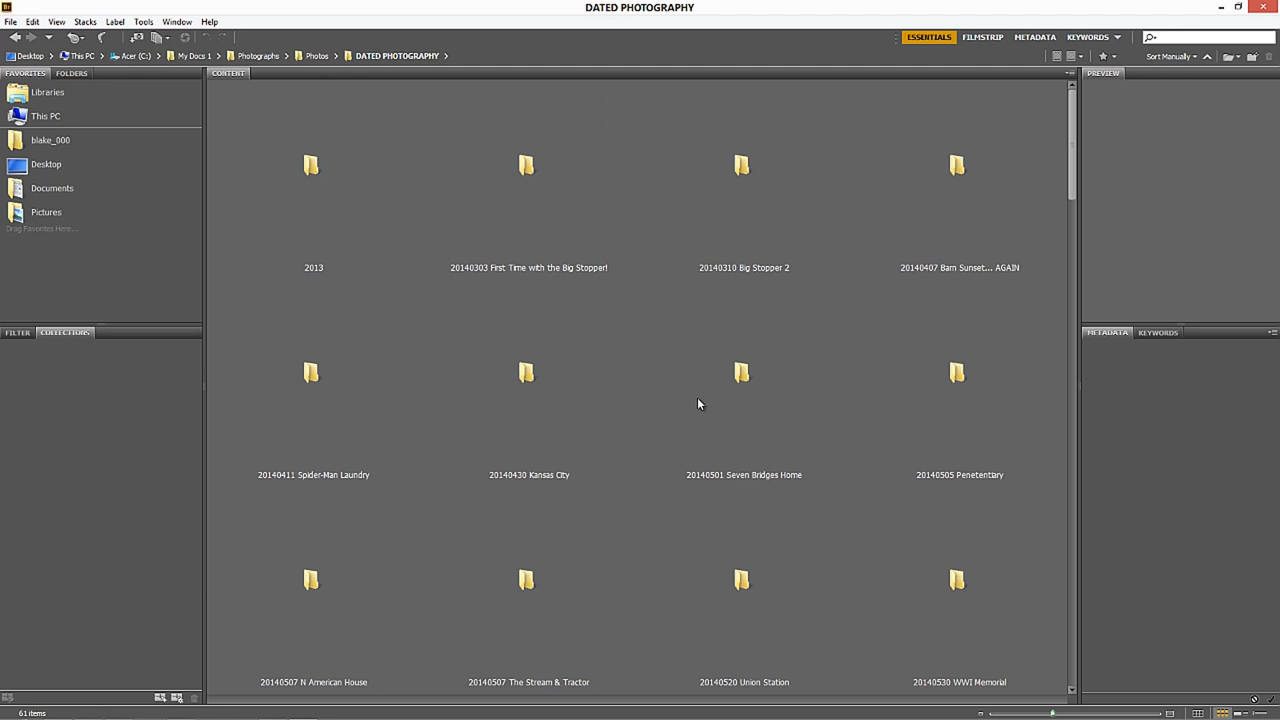 Br
DATED PHOTOGRAPHY
File Edit View Stacks Label Tools Window Help
ESSENTIALS FILMSTRIP METADATA KEYWORDS
Desktop This PC Acer (C:) My Docs 1 Photographs Photos DATED PHOTOGRAPHY
Sort Manually
FAVORITES FOLDERS
CONTENT
PREVIEW
Libraries
This PC
blake_000
Desktop
Documents
Pictures
Drag Favorites Here...
2013
20140303 First Time with the Big Stopper!
20140310 Big Stopper 2
20140407 Barn Sunset... AGAIN
FILTER COLLECTIONS
METADATA KEYWORDS
20140411 Spider-Man Laundry
20140430 Kansas City
20140501 Seven Bridges Home
20140505 Penetentiary
20140507 N American House
20140507 The Stream & Tractor
20140520 Union Station
20140530 WWI Memorial
61 items